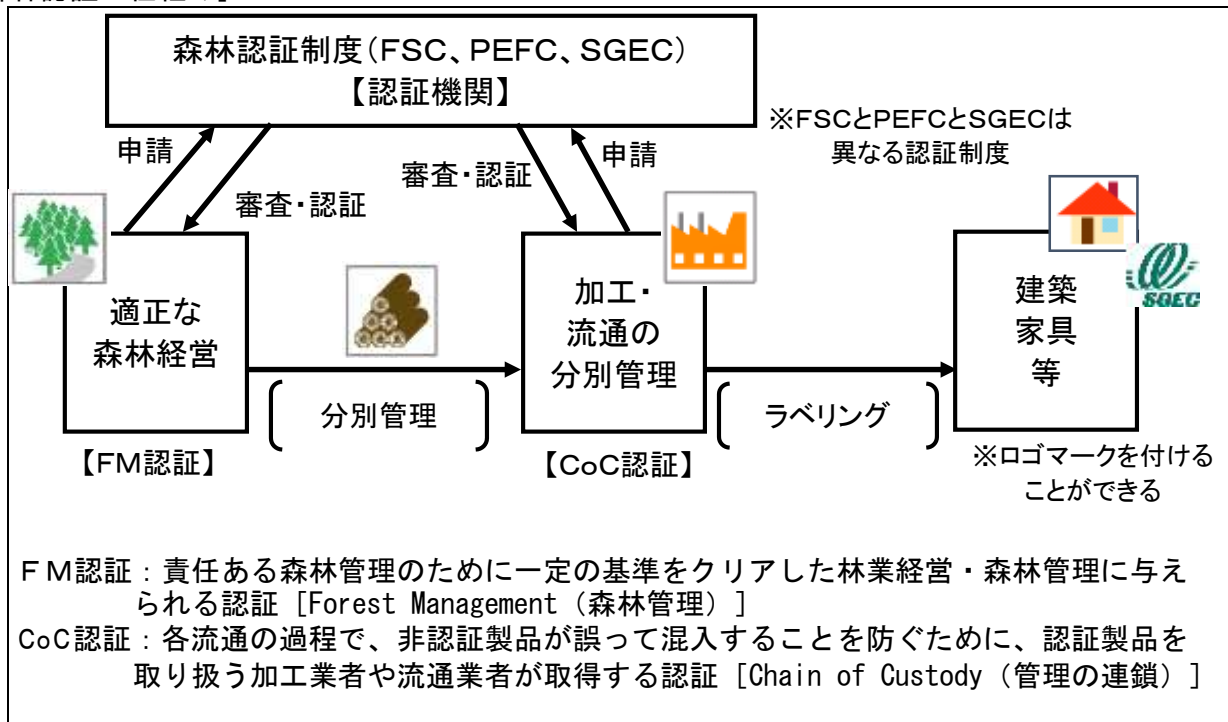 森林認証制度(FSC、PEFC、SGEC)
【認証機関】
※FSCとPEFCとSGECは
異なる認証制度
申請
審査・認証
審査・認証
申請
適正な
森林経営
【FM認証】
分別管理
加工・
流通の
分別管理
【CoC認証】
ラベリング
建築
家具
等
SGEC
※ロゴマークを付ける
ことができる
FM認証:責任ある森林管理のために一定の基準をクリアした林業経営・森林管理に与え
られる認証[Forest Management(森林管理)]
CoC認証:各流通の過程で、非認証製品が誤って混入することを防ぐために、認証製品を
取り扱う加工業者や流通業者が取得する認証[Chain of Custody(管理の連鎖)]